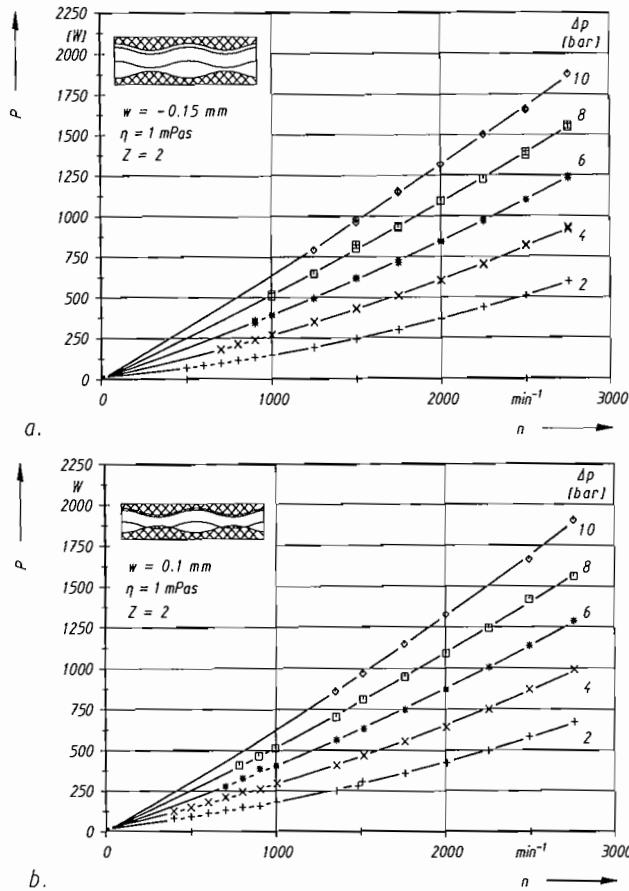 2250
[W]
2000
1750
1500
1250
1000
750
500
250
0
P
w = -0.15 mm
η = 1 mPas
Z = 2
Δp
[bar]
10
8
6
4
2
1000
2000
min⁻¹
3000
n
a.
2250
W
2000
1750
1500
1250
1000
750
500
250
0
P
w = 0.1 mm
η = 1 mPas
Z = 2
Δp
[bar]
10
8
6
4
2
0
1000
2000
min⁻¹
3000
n
b.